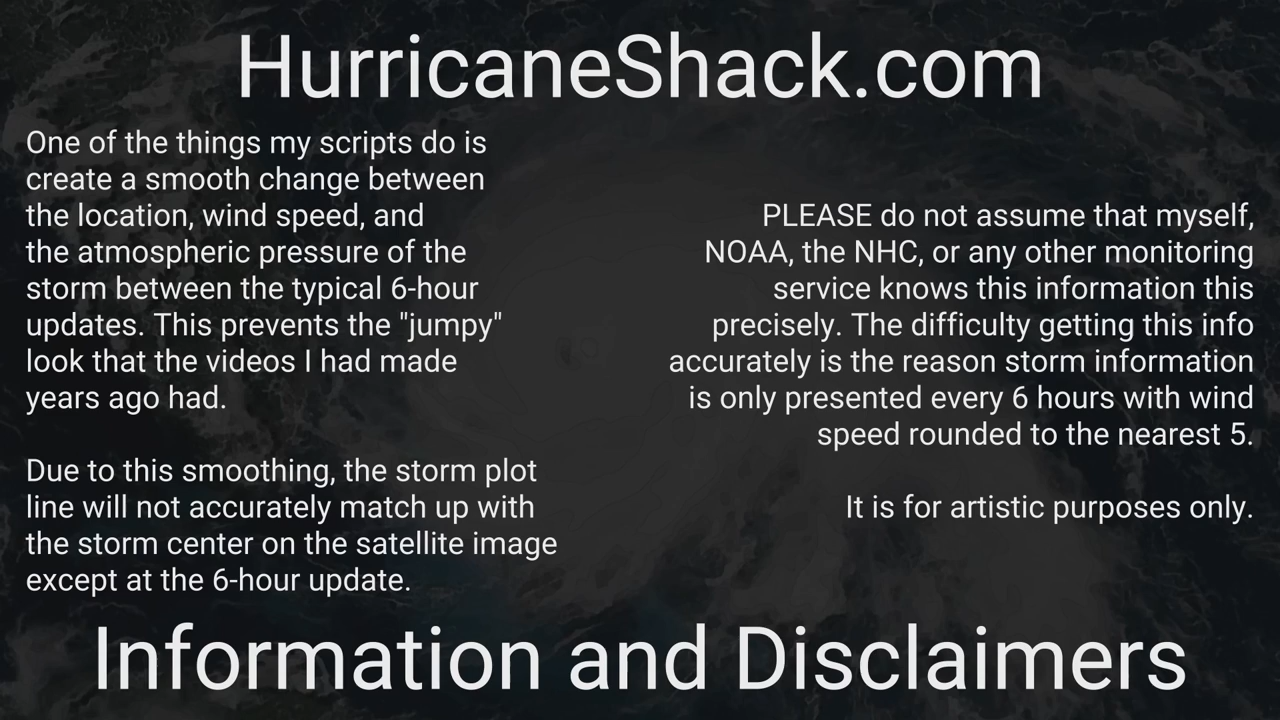 HurricaneShack.com
One of the things my scripts do is
create a smooth change between
the location, wind speed, and
the atmospheric pressure of the
storm between the typical 6-hour
updates. This prevents the "jumpy"
look that the videos I had made
years ago had.
Due to this smoothing, the storm plot
line will not accurately match up with
the storm center on the satellite image
except at the 6-hour update.
PLEASE do not assume that myself,
NOAA, the NHC, or any other monitoring
service knows this information this
precisely. The difficulty getting this info
accurately is the reason storm information
is only presented every 6 hours with wind
speed rounded to the nearest 5.
It is for artistic purposes only.
Information and Disclaimers